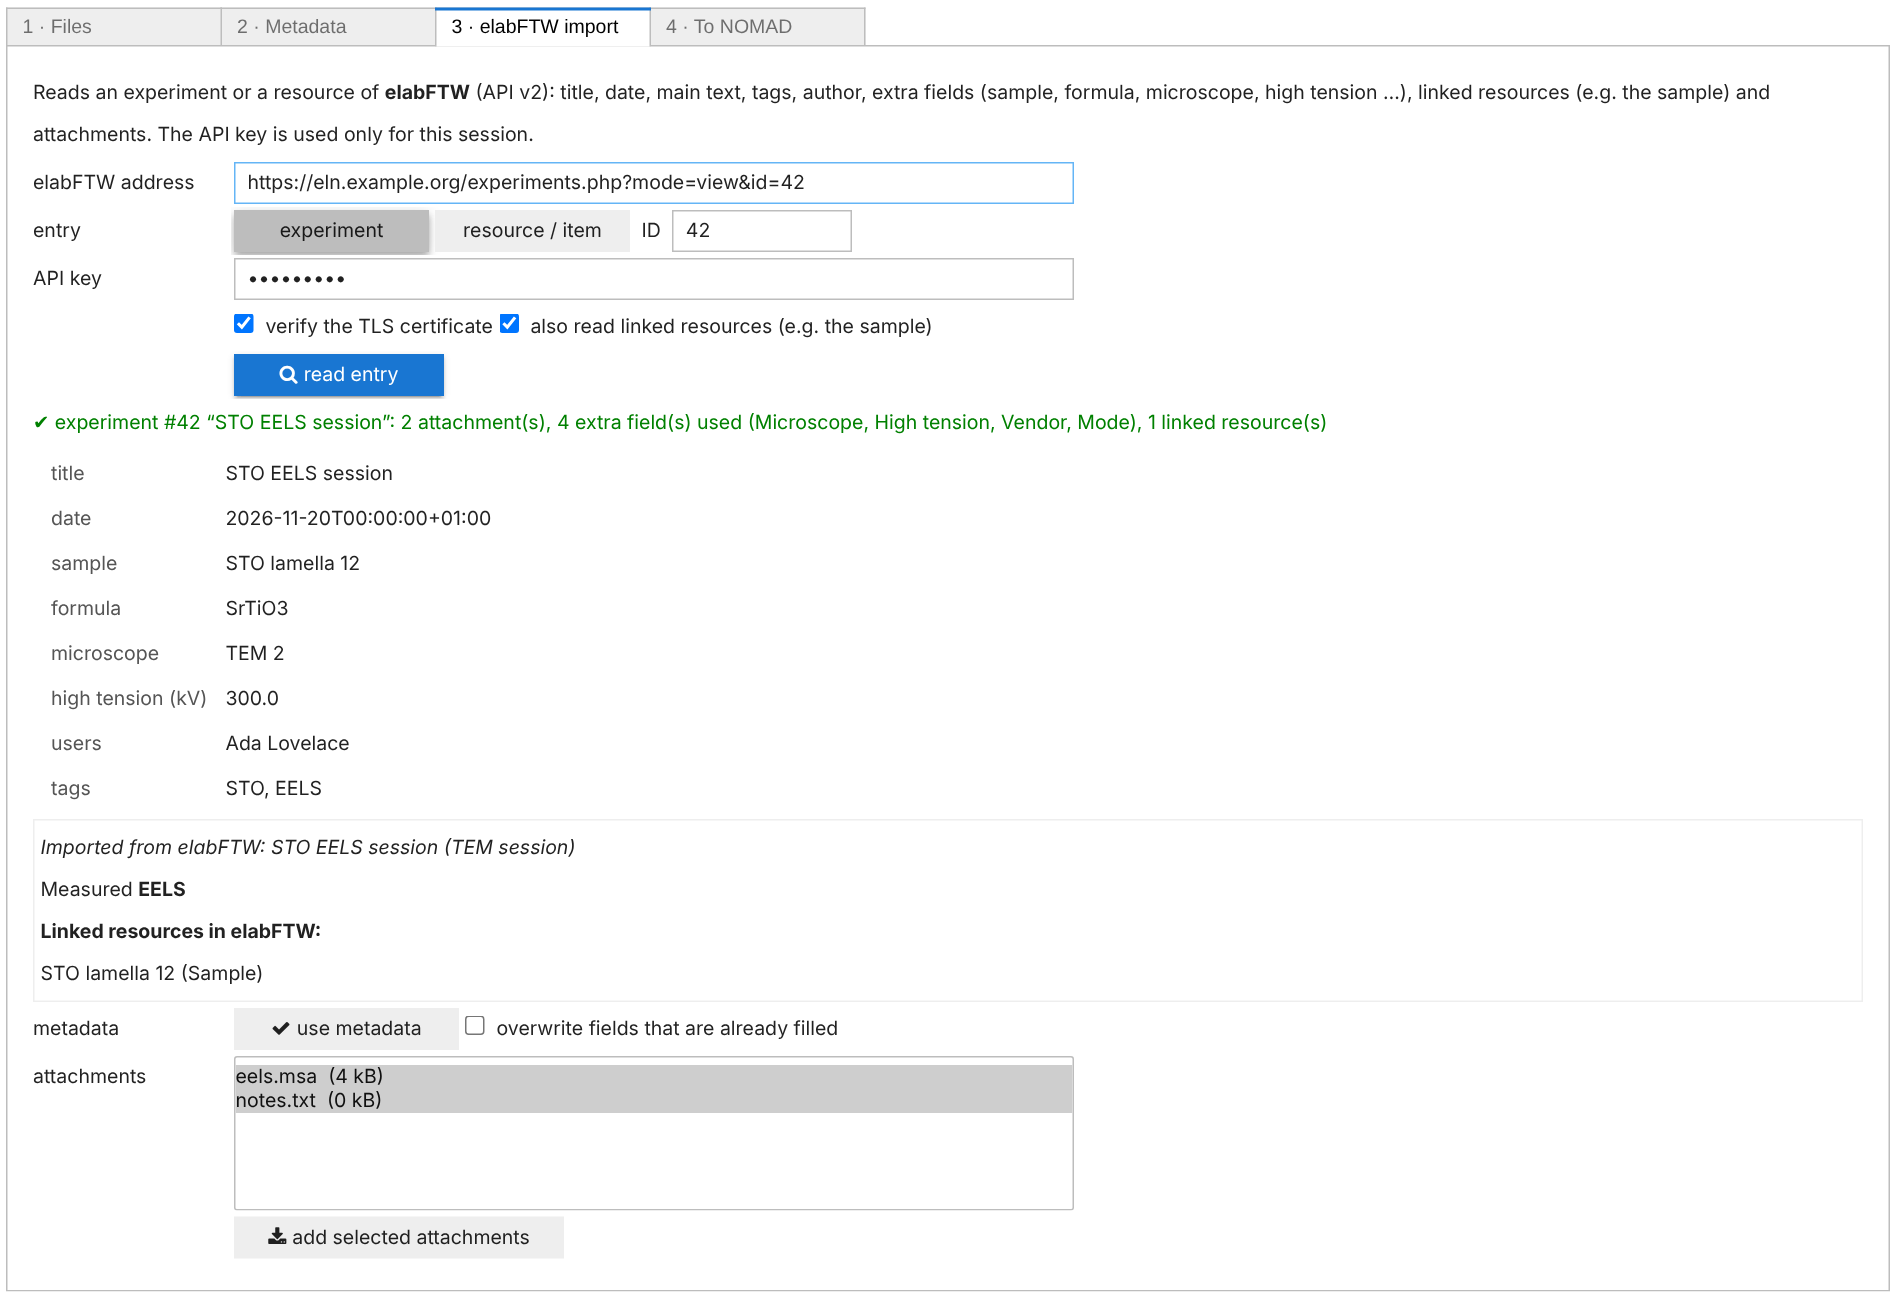 1 · Files
2 · Metadata
3 · elabFTW import
4 · To NOMAD
Reads an experiment or a resource of elabFTW (API v2): title, date, main text, tags, author, extra fields (sample, formula, microscope, high tension ...), linked resources (e.g. the sample) and
attachments. The API key is used only for this session.
elabFTW address https://eln.example.org/experiments.php?mode=view&id=42
entry experiment resource / item ID 42
API key •••••••••
verify the TLS certificate also read linked resources (e.g. the sample)
read entry
✔ experiment #42 “STO EELS session”: 2 attachment(s), 4 extra field(s) used (Microscope, High tension, Vendor, Mode), 1 linked resource(s)
title STO EELS session
date 2026-11-20T00:00:00+01:00
sample STO lamella 12
formula SrTiO3
microscope TEM 2
high tension (kV) 300.0
users Ada Lovelace
tags STO, EELS
Imported from elabFTW: STO EELS session (TEM session)
Measured EELS
Linked resources in elabFTW:
STO lamella 12 (Sample)
metadata ✔ use metadata overwrite fields that are already filled
attachments eels.msa (4 kB)
notes.txt (0 kB)
add selected attachments